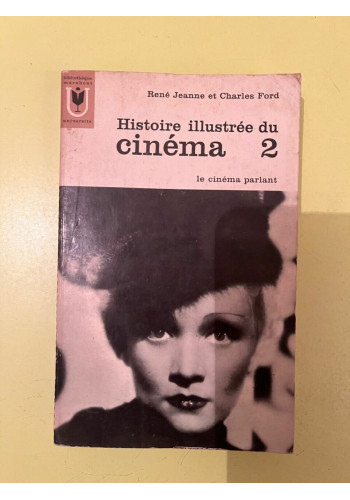 bibliothèque
marabout
université
René Jeanne et Charles Ford
Histoire illustrée du
cinéma 2
le cinéma parlant